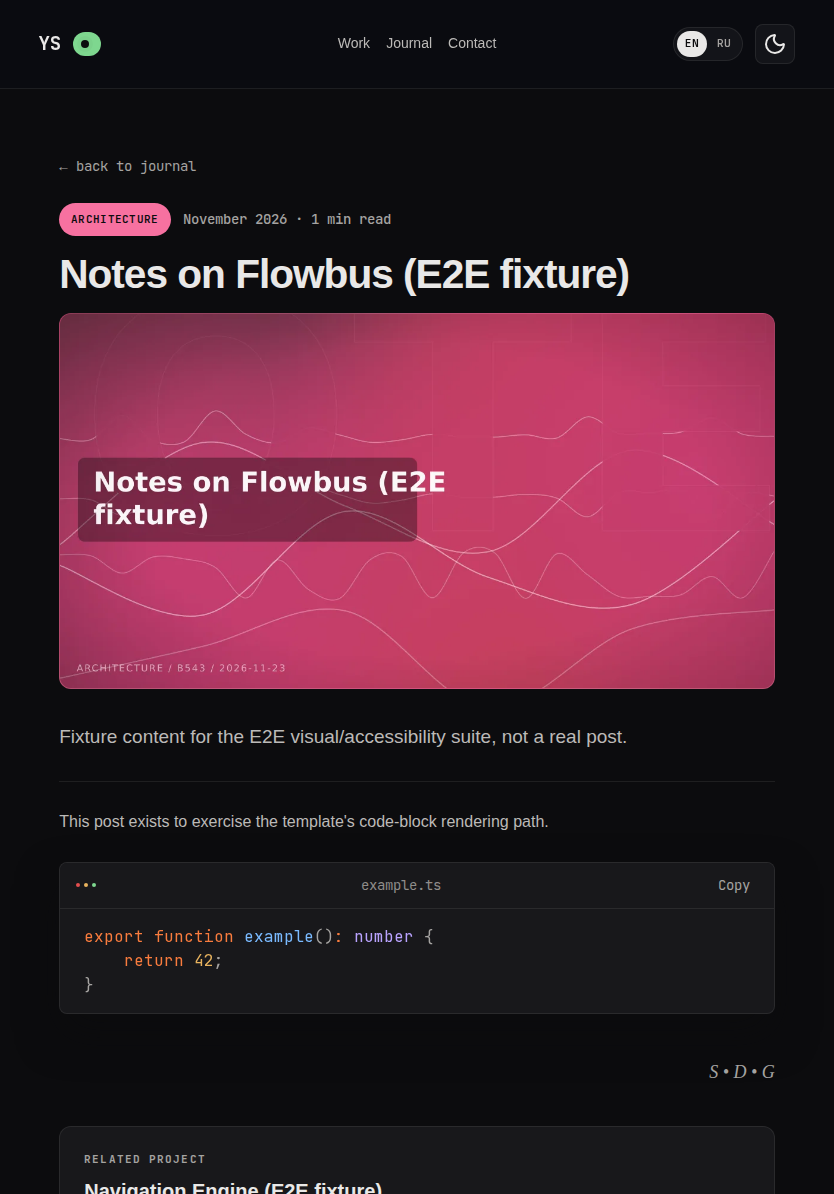 YS
Work Journal Contact
EN RU
← back to journal
ARCHITECTURE November 2026 · 1 min read
Notes on Flowbus (E2E fixture)
Notes on Flowbus (E2E
fixture)
ARCHITECTURE / B543 / 2026-11-23
Fixture content for the E2E visual/accessibility suite, not a real post.
This post exists to exercise the template's code-block rendering path.
example.ts Copy
export function example(): number {
    return 42;
}
S • D • G
RELATED PROJECT
Navigation Engine (E2E fixture)